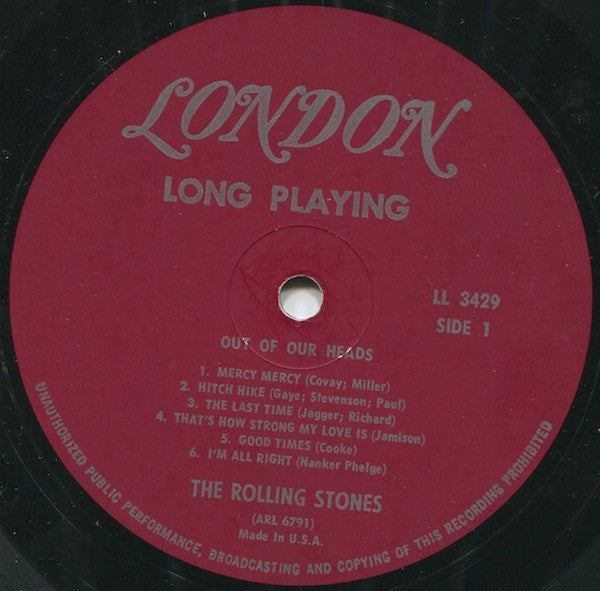 LONDON
LONG PLAYING
LL 3429
SIDE 1
OUT OF OUR HEADS
1. MERCY MERCY (Covay; Miller)
2. HITCH HIKE (Gaye; Stevenson; Paul)
3. THE LAST TIME (Jagger; Richard)
4. THAT'S HOW STRONG MY LOVE IS (Jamison)
5. GOOD TIMES (Cooke)
6. I'M ALL RIGHT (Nanker Phelge)
THE ROLLING STONES
(ARL 6791)
Made in U.S.A.
UNAUTHORIZED PUBLIC PERFORMANCE, BROADCASTING AND COPYING OF THIS RECORDING PROHIBITED